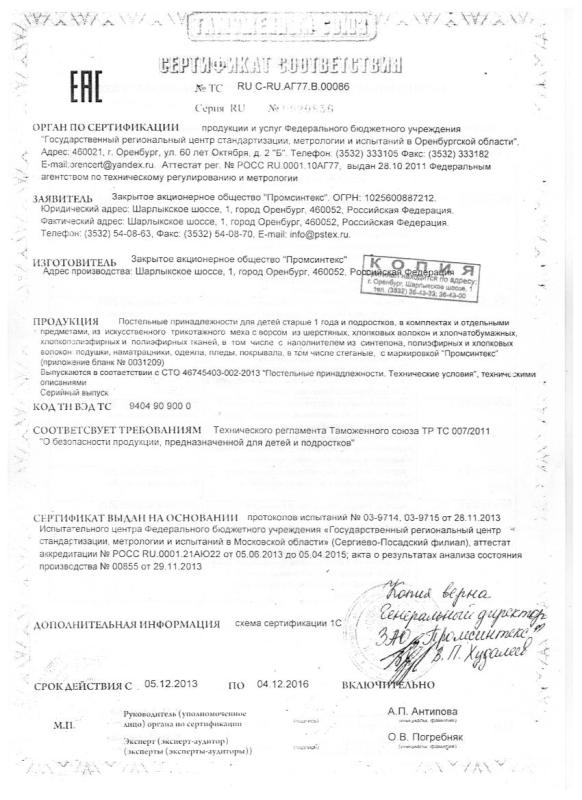 ТАМОЖЕННЫЙ СОЮЗ
СЕРТИФИКАТ СООТВЕТСТВИЯ
ЕАС
№ ТС RU C-RU.АГ77.В.00086
Серия RU №
ОРГАН ПО СЕРТИФИКАЦИИ продукции и услуг Федерального бюджетного учреждения
"Государственный региональный центр стандартизации, метрологии и испытаний в Оренбургской области",
Адрес: 460021, г. Оренбург, ул. 60 лет Октября, д. 2 "Б". Телефон: (3532) 333105 Факс: (3532) 333182
E-mail:orencert@yandex.ru. Аттестат рег. № РОСС RU.0001.10АГ77, выдан 28.10 2011 Федеральным
агентством по техническому регулированию и метрологии
ЗАЯВИТЕЛЬ Закрытое акционерное общество "Промсинтекс". ОГРН: 1025600887212.
Юридический адрес: Шарлыкское шоссе, 1, город Оренбург, 460052, Российская Федерация.
Фактический адрес: Шарлыкское шоссе, 1, город Оренбург, 460052, Российская Федерация.
Телефон: (3532) 54-08-63, Факс: (3532) 54-08-70, E-mail: info@pstex.ru.
ИЗГОТОВИТЕЛЬ Закрытое акционерное общество "Промсинтекс"
Адрес производства: Шарлыкское шоссе, 1, город Оренбург, 460052, Российская Федерация
КОПИЯ
находится по адресу:
г. Оренбург, Шарлыкское шоссе, 1
тел. (3532) 36-43-33; 36-43-00
ПРОДУКЦИЯ Постельные принадлежности для детей старше 1 года и подростков, в комплектах и отдельными
предметами, из искусственного трикотажного меха с ворсом из шерстяных, хлопковых волокон и хлопчатобумажных,
хлопкополиэфирных и полиэфирных тканей, в том числе с наполнителем из синтепона, полиэфирных и хлопковых
волокон подушки, наматрацники, одеяла, пледы, покрывала, в том числе стеганые, с маркировкой "Промсинтекс"
(приложение бланк № 0031209)
Выпускаются в соответствии с СТО 46745403-002-2013 "Постельные принадлежности. Технические условия", техническими
описаниями
Серийный выпуск
КОД ТН ВЭД ТС 9404 90 900 0
СООТВЕТСВУЕТ ТРЕБОВАНИЯМ Технического регламента Таможенного союза ТР ТС 007/2011
"О безопасности продукции, предназначенной для детей и подростков"
СЕРТИФИКАТ ВЫДАН НА ОСНОВАНИИ протоколов испытаний № 03-9714, 03-9715 от 28.11.2013
Испытательного центра Федерального бюджетного учреждения «Государственный региональный центр
стандартизации, метрологии и испытаний в Московской области» (Сергиево-Посадский филиал), аттестат
аккредитации № РОСС RU.0001.21АЮ22 от 05.06.2013 до 05.04.2015; акта о результатах анализа состояния
производства № 00855 от 29.11.2013
Копия верна
Генеральный директор
ЗАО „Промсинтекс"
В. П. Худалеев
ДОПОЛНИТЕЛЬНАЯ ИНФОРМАЦИЯ схема сертификации 1С
СРОК ДЕЙСТВИЯ С 05.12.2013 ПО 04.12.2016 ВКЛЮЧИТЕЛЬНО
М.П.
Руководитель (уполномоченное
лицо) органа по сертификации
(подпись)
А.П. Антипова
(инициалы, фамилия)
Эксперт (эксперт-аудитор)
(эксперты (эксперты-аудиторы))
(подпись)
О.В. Погребняк
(инициалы, фамилия)